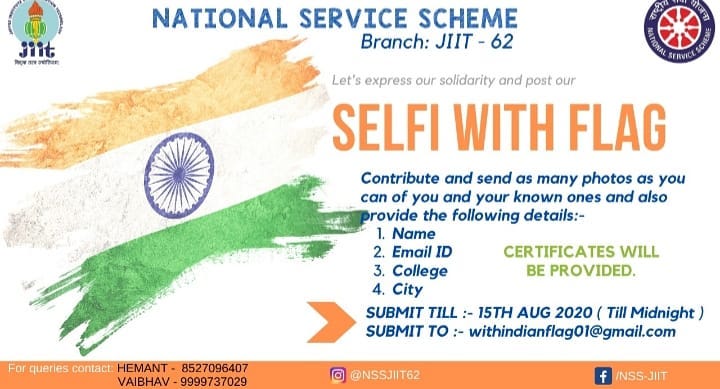 NATIONAL SERVICE SCHEME
Branch: JIIT - 62
jiit
राष्ट्रीय सेवा योजना
NATIONAL SERVICE SCHEME
Let's express our solidarity and post our
SELFI WITH FLAG
Contribute and send as many photos as you
can of you and your known ones and also
provide the following details:-
1. Name
2. Email ID
3. College
4. City
CERTIFICATES WILL
BE PROVIDED.
SUBMIT TILL :- 15TH AUG 2020 ( Till Midnight )
SUBMIT TO :- withindianflag01@gmail.com
For queries contact: HEMANT - 8527096407
VAIBHAV - 9999737029
@NSSJIIT62
/NSS-JIIT